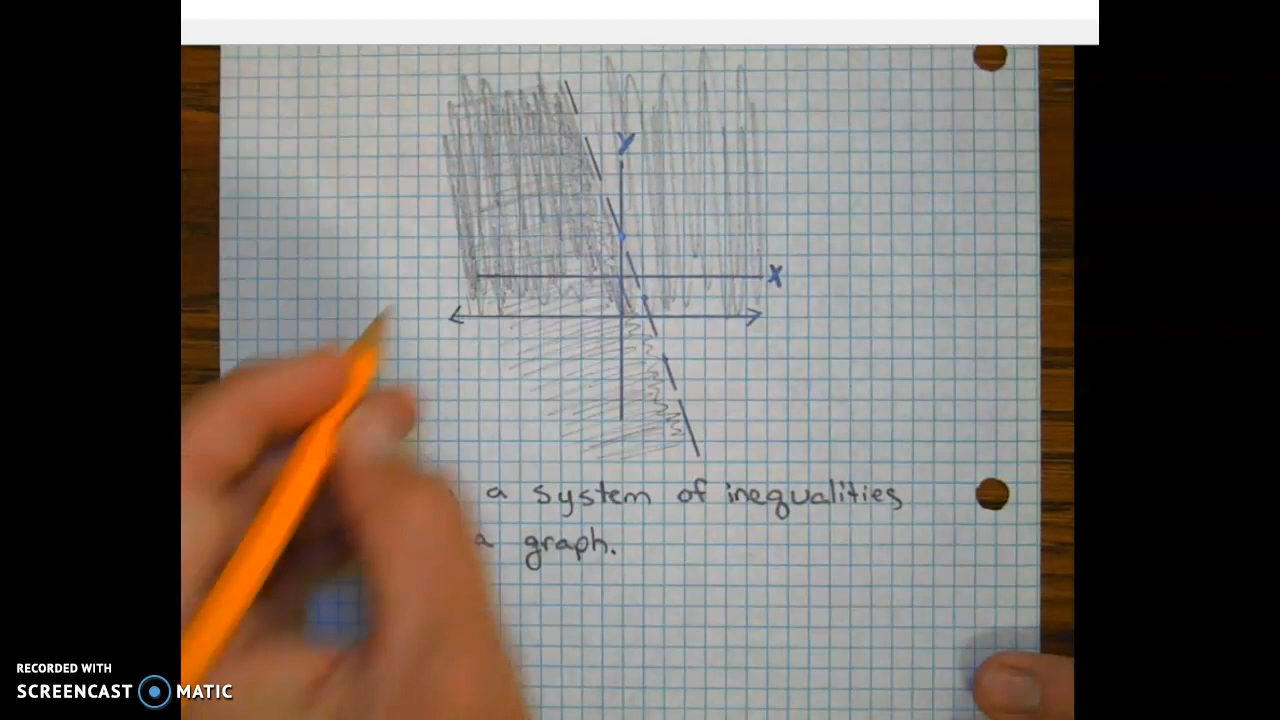 Y
X
a system of inequalities
a graph.
RECORDED WITH
SCREENCAST MATIC